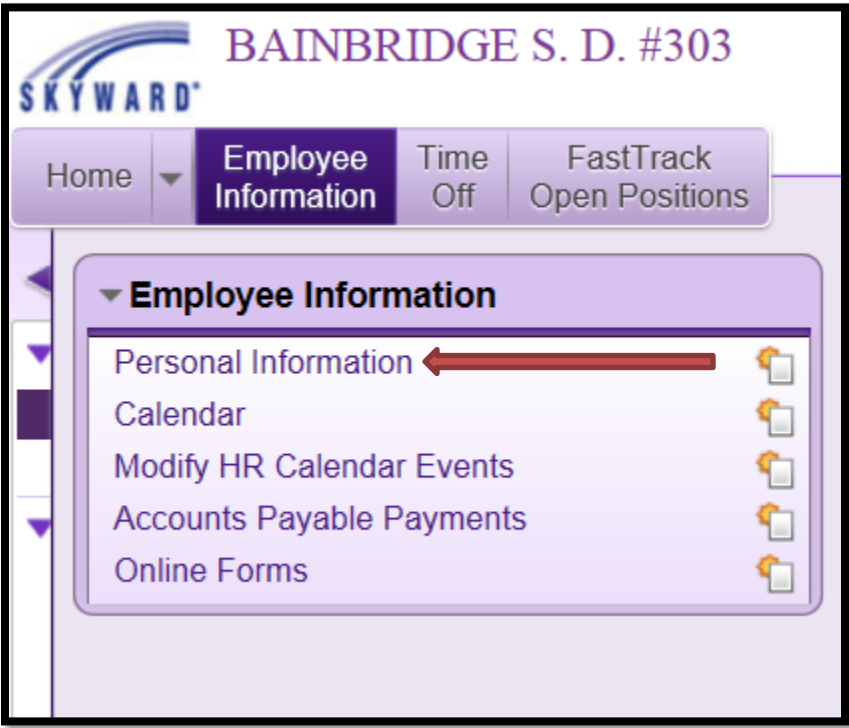 BAINBRIDGE S. D. #303
SKYWARD
Home
Employee
Information
Time
Off
FastTrack
Open Positions
Employee Information
Personal Information
Calendar
Modify HR Calendar Events
Accounts Payable Payments
Online Forms